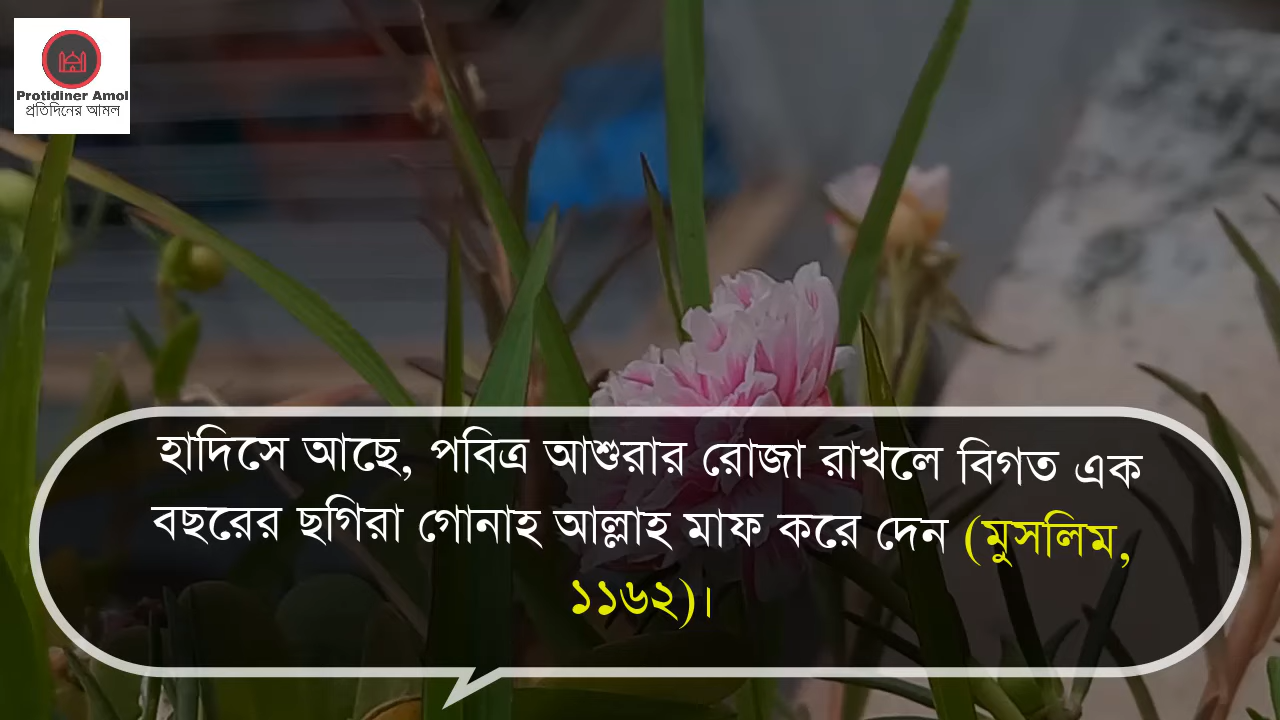 Protidiner Amol
প্রতিদিনের আমল
হাদিসে আছে, পবিত্র আশুরার রোজা রাখলে বিগত এক
বছরের ছগিরা গোনাহ আল্লাহ মাফ করে দেন (মুসলিম,
১১৬২)।